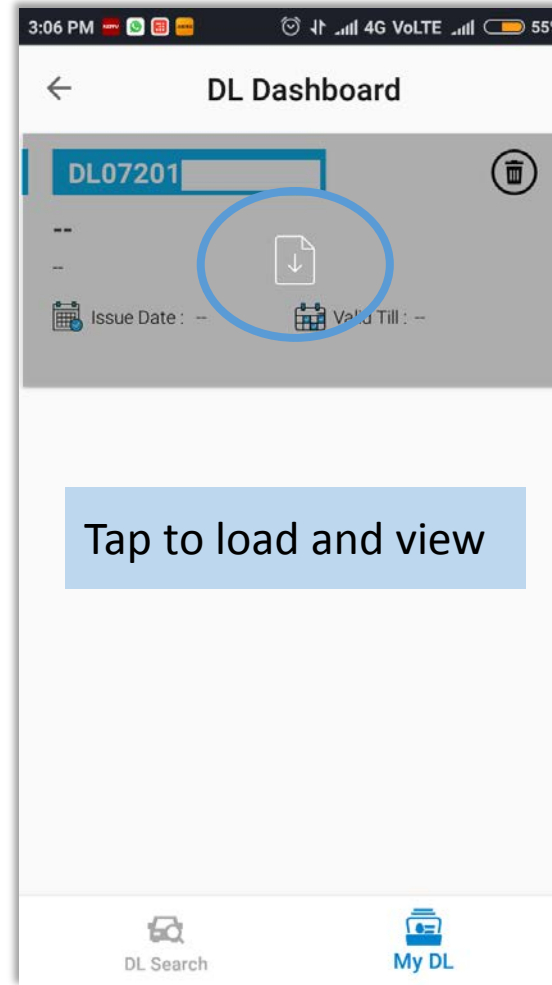 3:06 PM 4G VoLTE 55%
DL Dashboard
DL07201
--
--
Issue Date : -- Valid Till : --
Tap to load and view
DL Search My DL